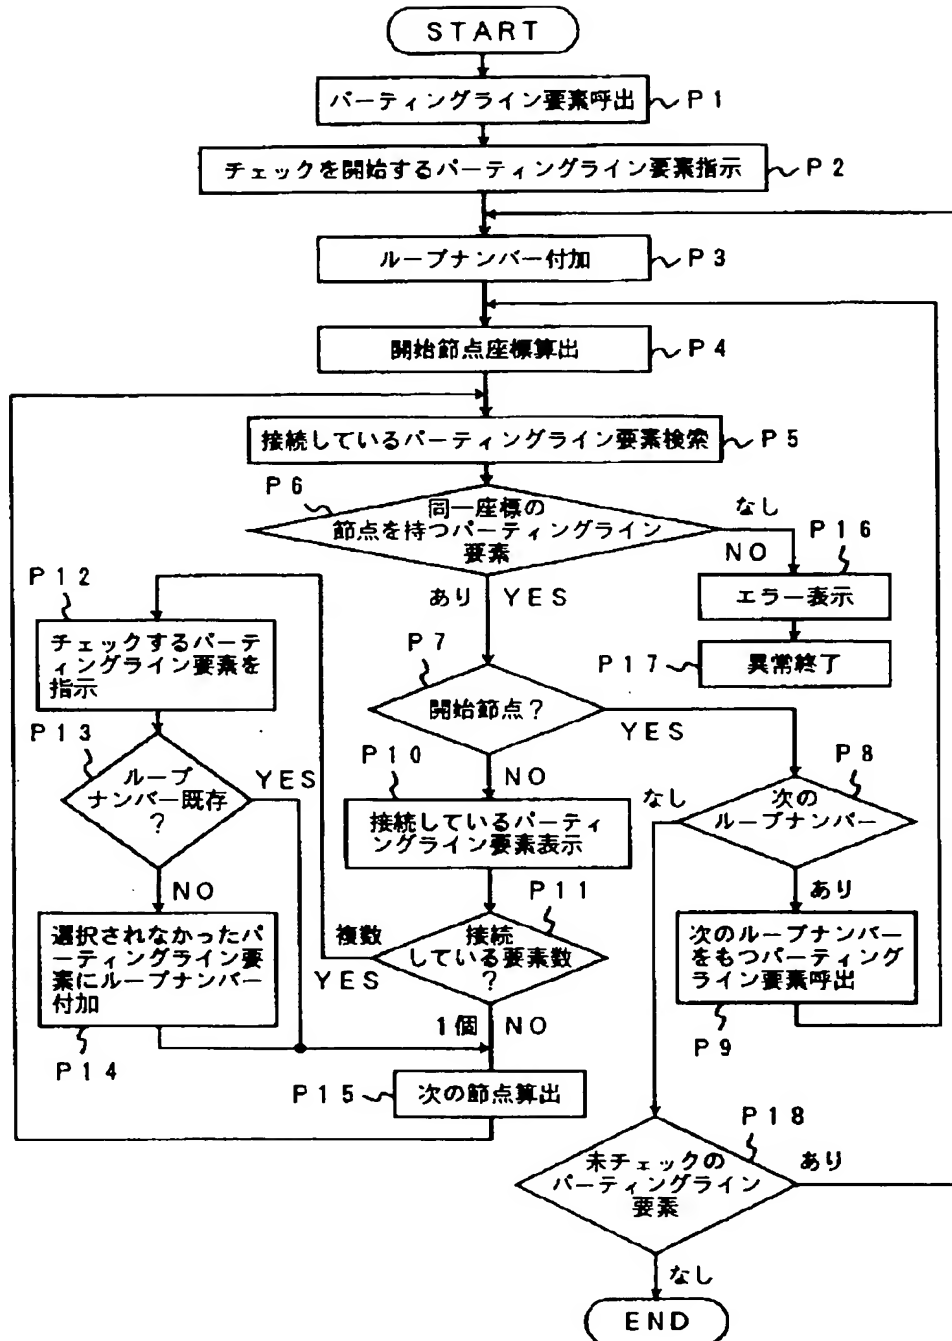 START
パーティングライン要素呼出
P1
チェックを開始するパーティングライン要素指示
P2
ループナンバー付加
P3
開始節点座標算出
P4
接続しているパーティングライン要素検索
P5
P6
同一座標の
節点を持つパーティングライン
要素
なし
NO
P16
エラー表示
P17
異常終了
あり YES
P12
チェックするパーテ
ィングライン要素を
指示
P7
開始節点?
YES
P13
ループ
ナンバー既存
?
YES
P10
NO
接続しているパーティ
ングライン要素表示
P8
なし
次の
ループナンバー
NO
P11
あり
選択されなかったパ
ーティングライン要
素にループナンバー
付加
複数
YES
接続
している要素数
?
次のループナンバー
をもつパーティング
ライン要素呼出
P14
1個 NO
P9
P15
次の節点算出
P18
未チェックの
パーティングライン
要素
あり
なし
END